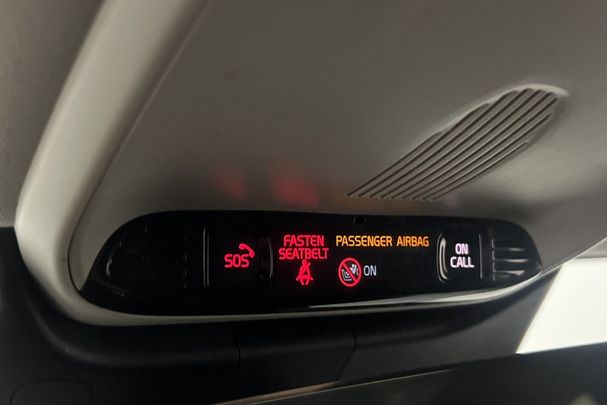 SOS
FASTEN
SEATBELT
PASSENGER AIRBAG
ON
ON
CALL